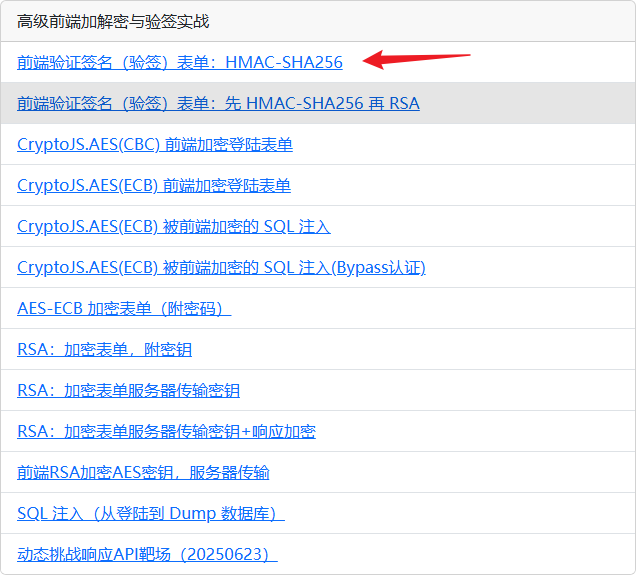 高级前端加解密与验签实战
前端验证签名（验签）表单：HMAC-SHA256
前端验证签名（验签）表单：先 HMAC-SHA256 再 RSA
CryptoJS.AES(CBC) 前端加密登陆表单
CryptoJS.AES(ECB) 前端加密登陆表单
CryptoJS.AES(ECB) 被前端加密的 SQL 注入
CryptoJS.AES(ECB) 被前端加密的 SQL 注入(Bypass认证)
AES-ECB 加密表单（附密码）
RSA：加密表单，附密钥
RSA：加密表单服务器传输密钥
RSA：加密表单服务器传输密钥+响应加密
前端RSA加密AES密钥，服务器传输
SQL 注入（从登陆到 Dump 数据库）
动态挑战响应API靶场（20250623）